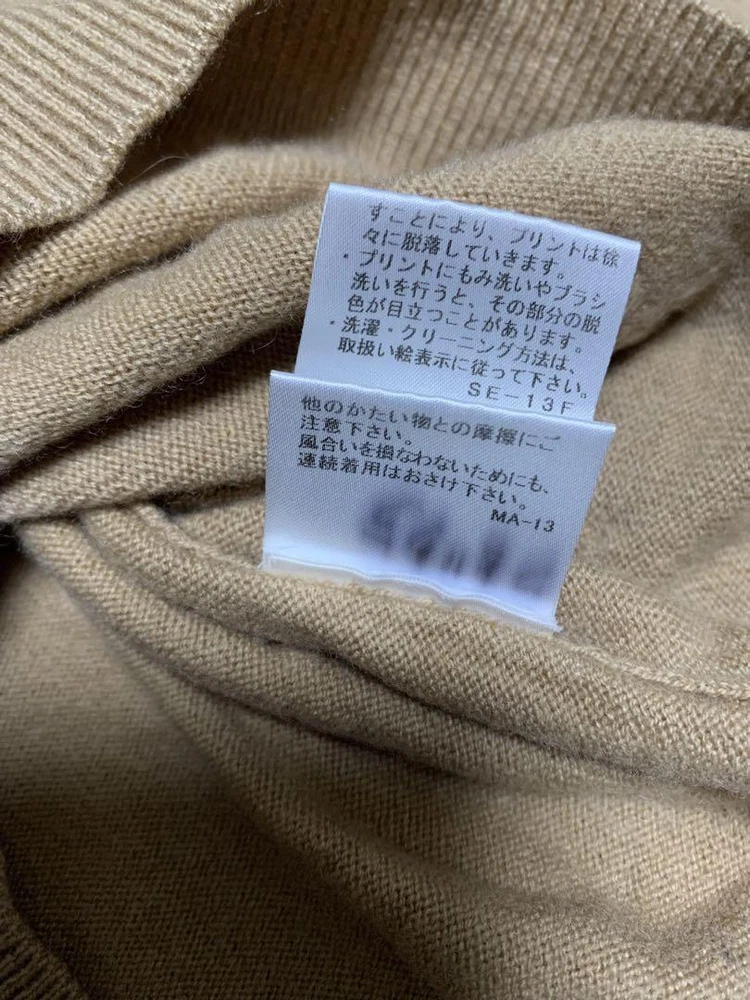 すことにより、プリントは徐
々に脱落していきます。
・プリントにもみ洗いやブラシ
洗いを行うと、その部分の脱
色が目立つことがあります。
・洗濯・クリーニング方法は、
取扱い絵表示に従って下さい。
SE-13F
他のかたい物との摩擦にご
注意下さい。
風合いを損なわないためにも、
連続着用はおさけ下さい。
MA-13